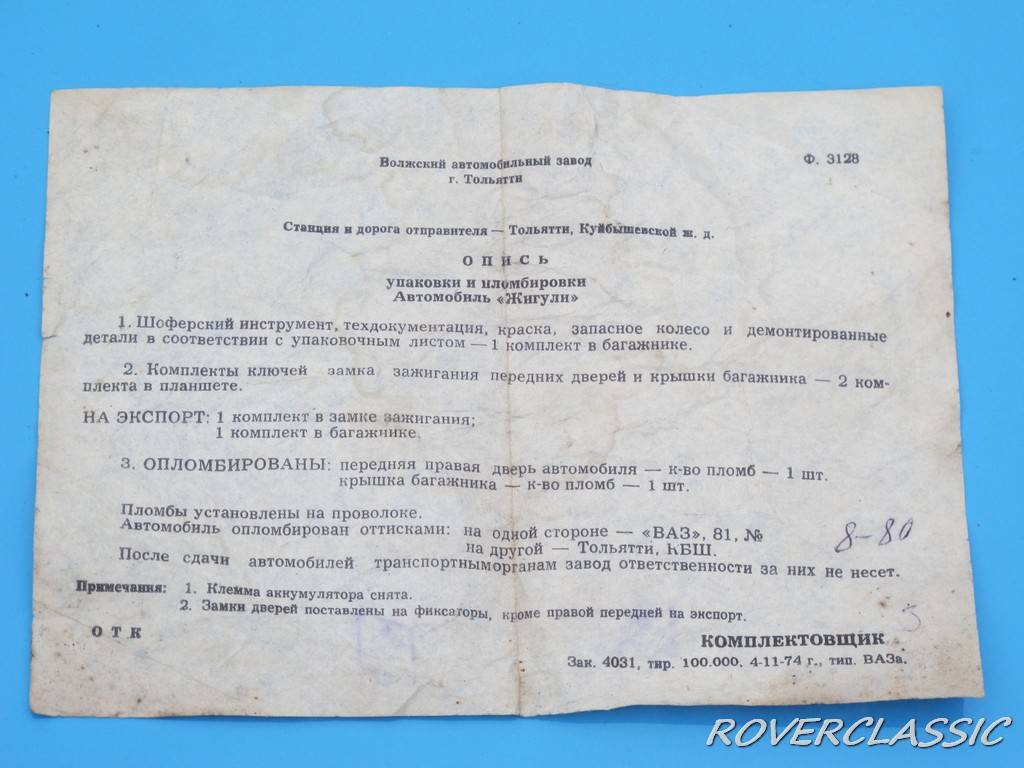 Волжский автомобильный завод
г. Тольятти
Ф. 3128
Станция и дорога отправителя — Тольятти, Куйбышевской ж. д.
ОПИСЬ
упаковки и пломбировки
Автомобиль «Жигули»
1. Шоферский инструмент, техдокументация, краска, запасное колесо и демонтированные
детали в соответствии с упаковочным листом — 1 комплект в багажнике.
2. Комплекты ключей замка зажигания передних дверей и крышки багажника — 2 ком-
плекта в планшете.
НА ЭКСПОРТ: 1 комплект в замке зажигания;
1 комплект в багажнике.
3. ОПЛОМБИРОВАНЫ: передняя правая дверь автомобиля — к-во пломб — 1 шт.
крышка багажника — к-во пломб — 1 шт.
Пломбы установлены на проволоке.
Автомобиль опломбирован оттисками: на одной стороне — «ВАЗ», 81, № 8-80
на другой — Тольятти, КБШ.
После сдачи автомобилей транспортныморганам завод ответственности за них не несет.
Примечания: 1. Клемма аккумулятора снята.
2. Замки дверей поставлены на фиксаторы, кроме правой передней на экспорт.
ОТК
КОМПЛЕКТОВЩИК
Зак. 4031, тир. 100.000. 4-11-74 г., тип. ВАЗа.
ROVERCLASSIC